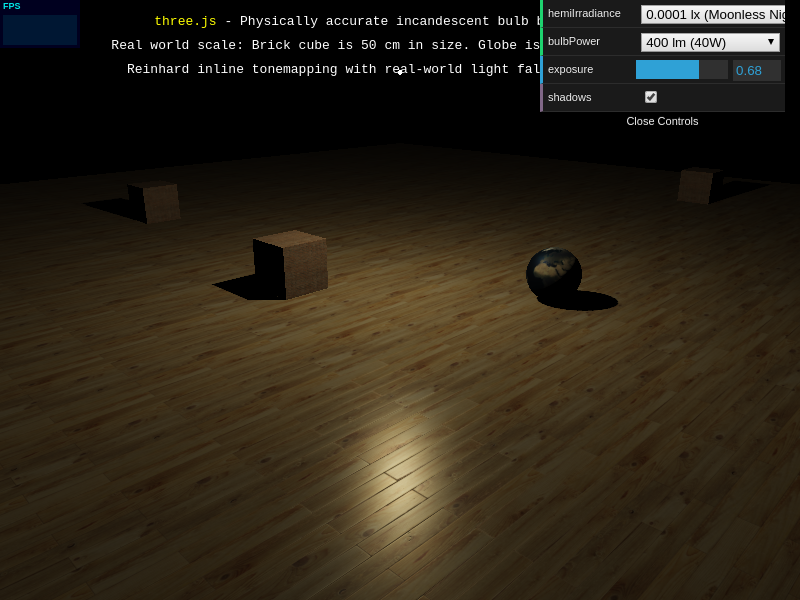 FPS
three.js - Physically accurate incandescent bulb
Real world scale: Brick cube is 50 cm in size. Globe is
Reinhard inline tonemapping with real-world light
hemiIrradiance
0.0001 lx (Moonless
bulbPower
400 lm (40W)
exposure
0.68
shadows
Close Controls